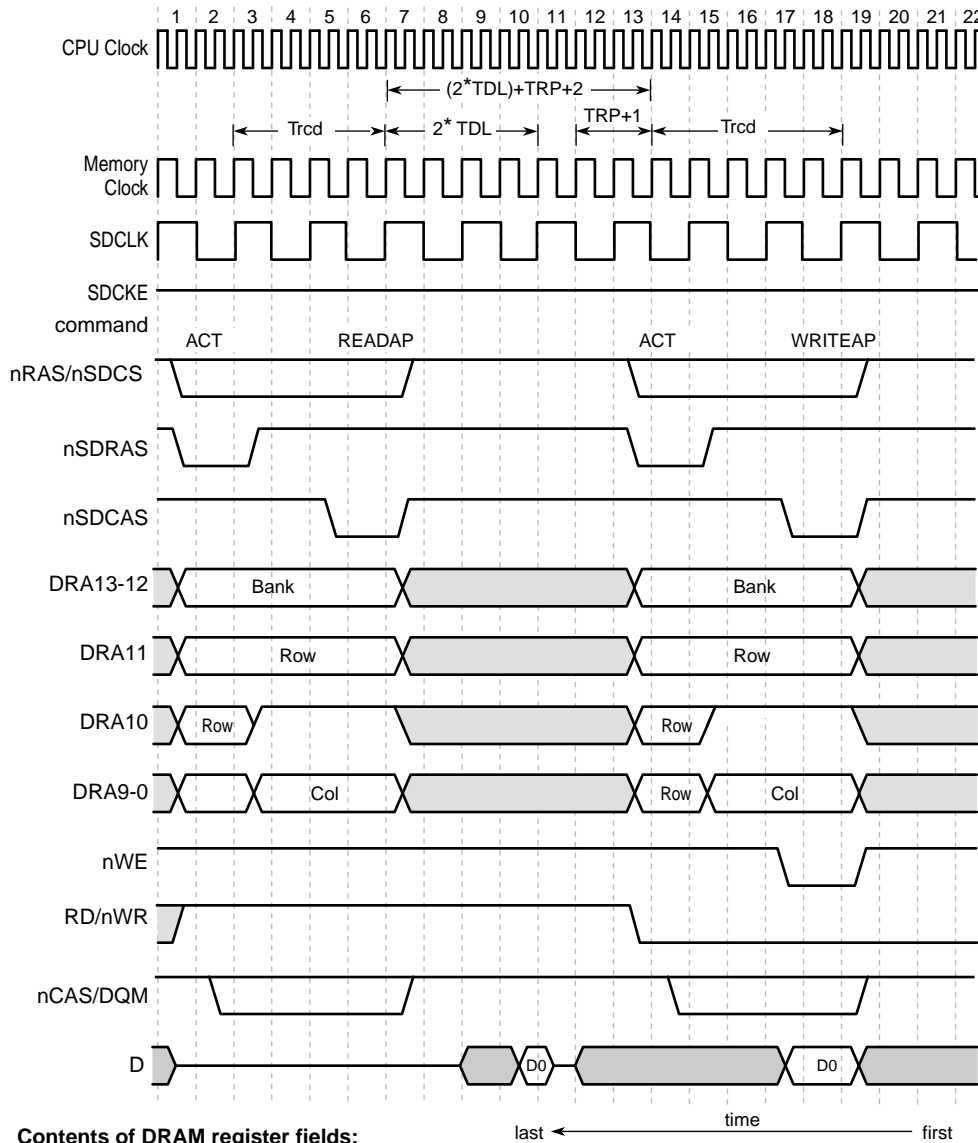 1 2 3 4 5 6 7 8 9 10 11 12 13 14 15 16 17 18 19 20 21 22
CPU Clock
(2*TDL)+TRP+2
TRP+1
Trcd
2* TDL
Trcd
Memory
Clock
SDCLK
SDCKE
command
ACT READAP ACT WRITEAP
nRAS/nSDCS
nSDRAS
nSDCAS
DRA13-12 Bank Bank
DRA11 Row Row
DRA10 Row Row
DRA9-0 Col Row Col
nWE
RD/nWR
nCAS/DQM
D D0 D0
Contents of DRAM register fields:
last time first